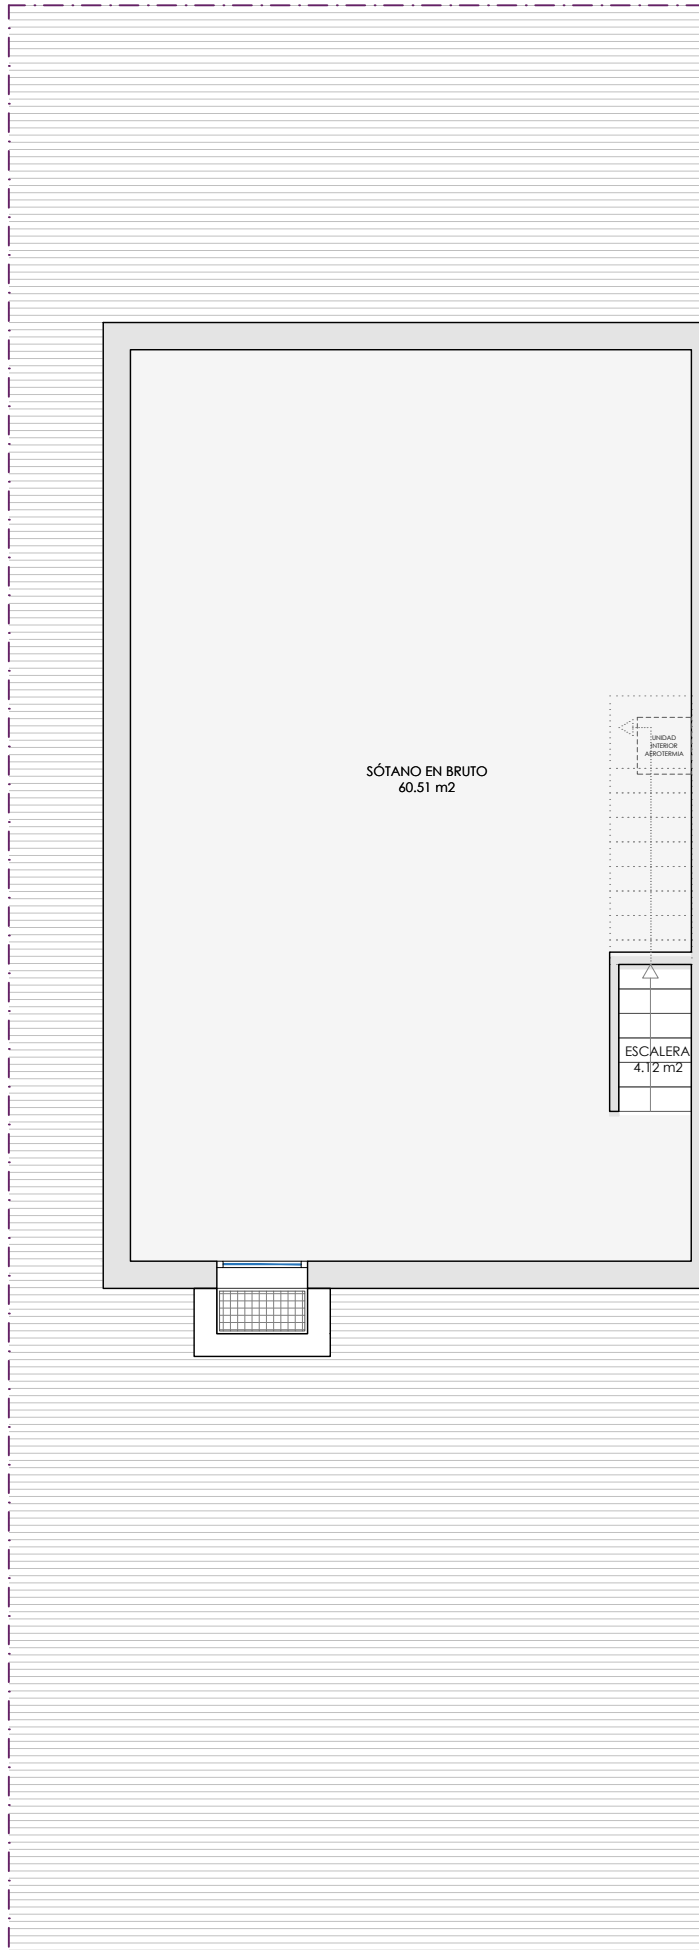 UNIDAD
INTERIOR
AEROTERMIA
SÓTANO EN BRUTO
60.51 m2
ESCALERA
4.12 m2